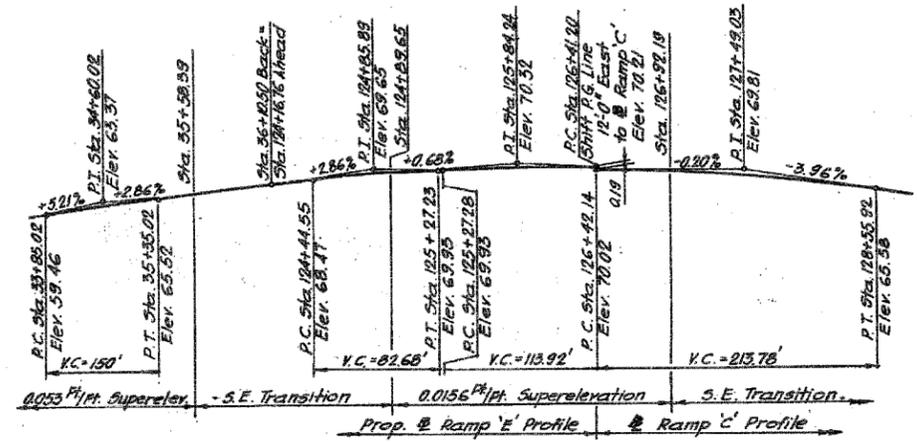 P.I. Sta. 34+60.02
Elev. 63.37
Sta. 35+58.39
Sta. 36+10.50 Back =
Sta. 124+16.76 Ahead
P.I. Sta. 124+85.89
Elev. 69.65
Sta. 124+89.65
P.I. Sta. 125+84.24
Elev. 70.32
P.C. Sta. 126+41.20
Shift P.G. Line
12'-0" East
to ℄ Ramp 'C'
Elev. 70.21
Sta. 126+92.19
P.I. Sta. 127+49.03
Elev. 69.81
+5.21%
+2.86%
+2.86%
+0.68%
-0.20%
-3.96%
0.19
P.C. Sta. 33+85.02
Elev. 59.46
P.T. Sta. 35+35.02
Elev. 65.52
P.C. Sta. 124+44.55
Elev. 68.47
P.T. Sta. 125+27.23
Elev. 69.93
P.C. Sta. 125+27.28
Elev. 69.93
P.C. Sta. 126+42.14
Elev. 70.02
P.T. Sta. 128+55.92
Elev. 65.58
V.C. = 150'
V.C. = 82.68'
V.C. = 113.92'
V.C. = 213.78'
0.053 Ft/Ft. Superelev.
S.E. Transition
0.0156 Ft/Ft. Superelevation
S.E. Transition
Prop. ℄ Ramp 'E' Profile
℄ Ramp 'C' Profile